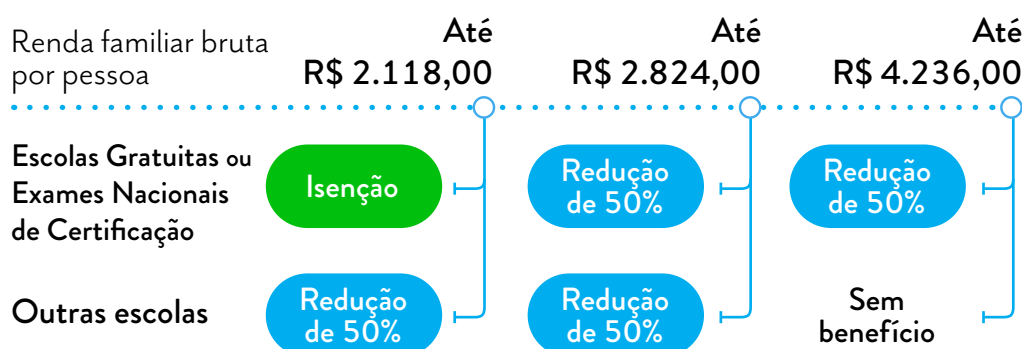 Renda familiar bruta
por pessoa
Até
R$ 2.118,00
Até
R$ 2.824,00
Até
R$ 4.236,00
Escolas Gratuitas ou
Exames Nacionais
de Certificação
Isenção
Redução
de 50%
Redução
de 50%
Outras escolas
Redução
de 50%
Redução
de 50%
Sem
benefício